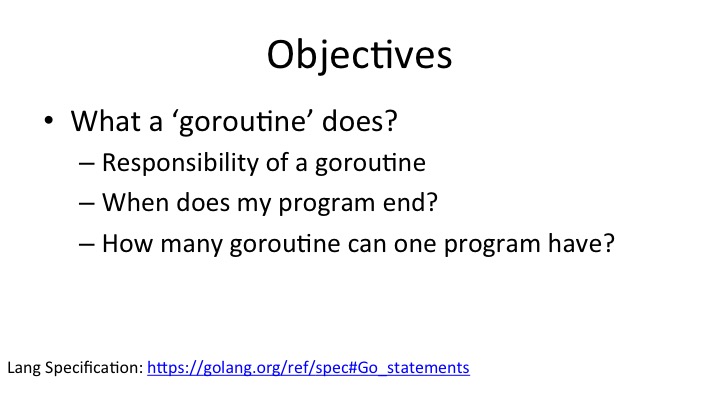 Objectives
• What a ‘goroutine’ does?
– Responsibility of a goroutine
– When does my program end?
– How many goroutine can one program have?
Lang Specification: https://golang.org/ref/spec#Go_statements